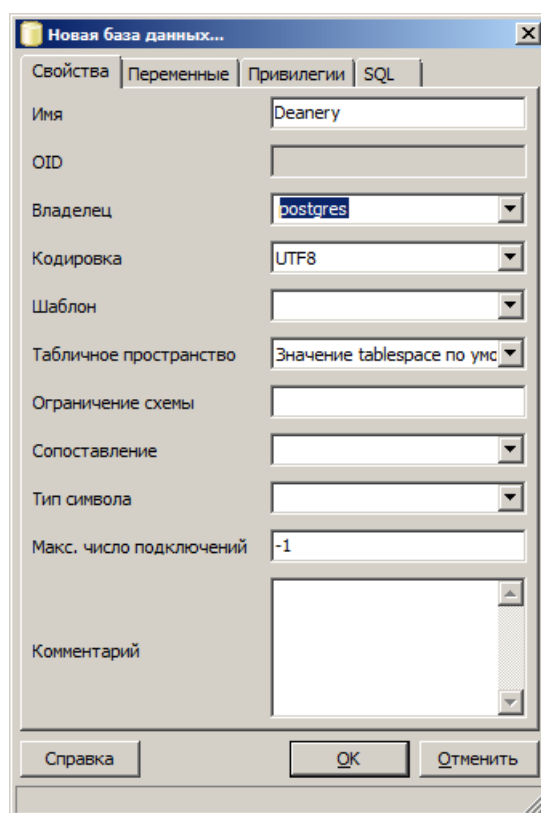 Новая база данных...
Свойства Переменные Привилегии SQL
Имя Deanery
OID
Владелец postgres
Кодировка UTF8
Шаблон
Табличное пространство Значение tablespace по умо
Ограничение схемы
Сопоставление
Тип символа
Макс. число подключений -1
Комментарий
Справка OK Отменить